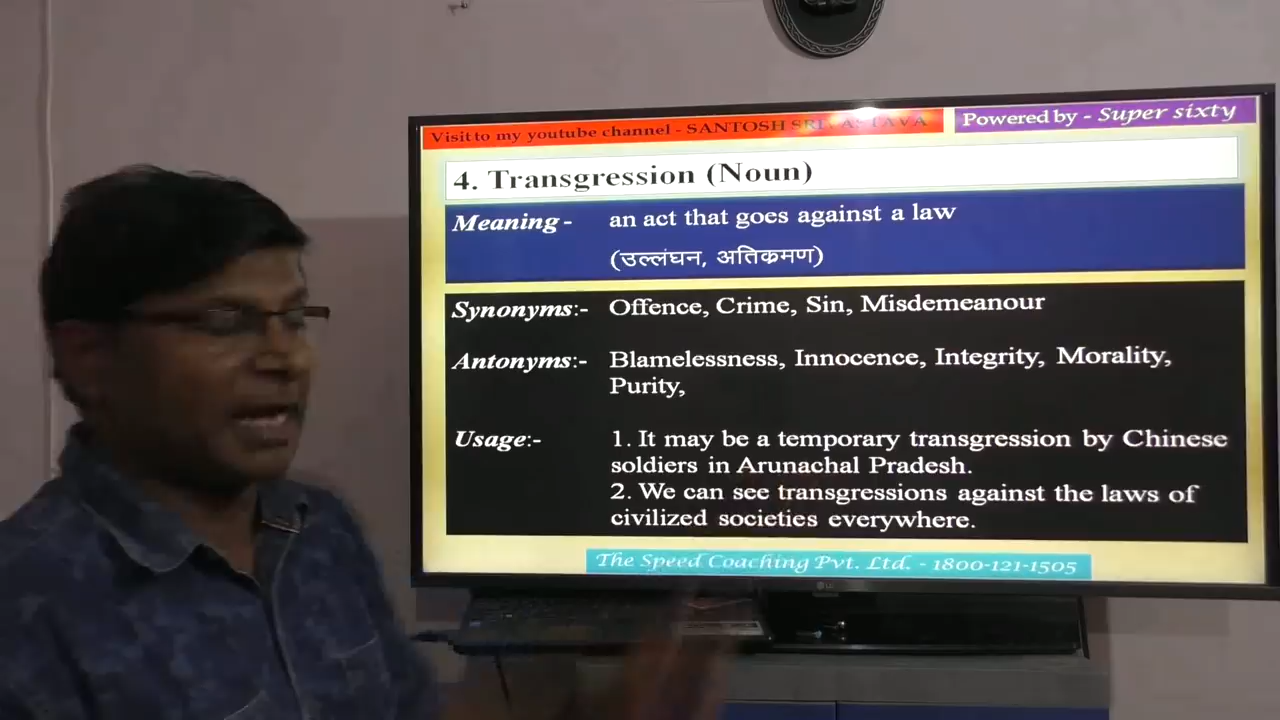 Visit to my youtube channel - SANTOSH SRIVASTAVA
Powered by - Super sixty
4. Transgression (Noun)
Meaning - an act that goes against a law
(उल्लंघन, अतिक्रमण)
Synonyms:- Offence, Crime, Sin, Misdemeanour
Antonyms:- Blamelessness, Innocence, Integrity, Morality,
Purity,
Usage:- 1. It may be a temporary transgression by Chinese
soldiers in Arunachal Pradesh.
2. We can see transgressions against the laws of
civilized societies everywhere.
The Speed Coaching Pvt. Ltd. - 1800-121-1505
LG